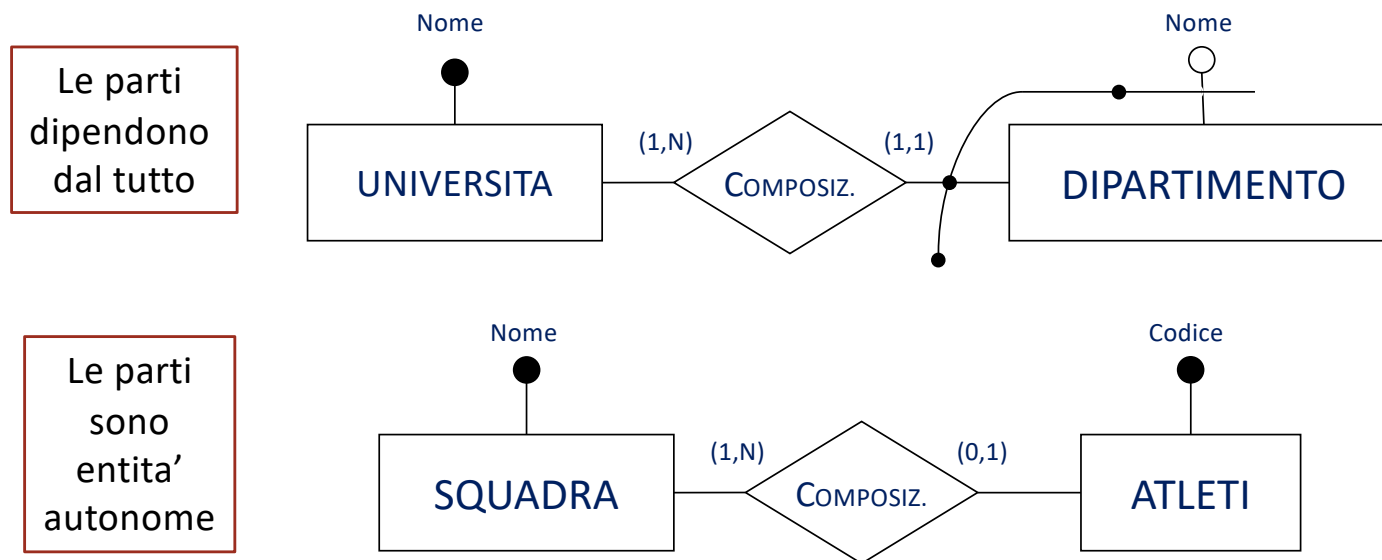 Nome
Nome
Le parti
dipendono
dal tutto
(1,N)
(1,1)
UNIVERSITA
COMPOSIZ.
DIPARTIMENTO
Nome
Codice
Le parti
sono
entita’
autonome
(1,N)
(0,1)
SQUADRA
COMPOSIZ.
ATLETI